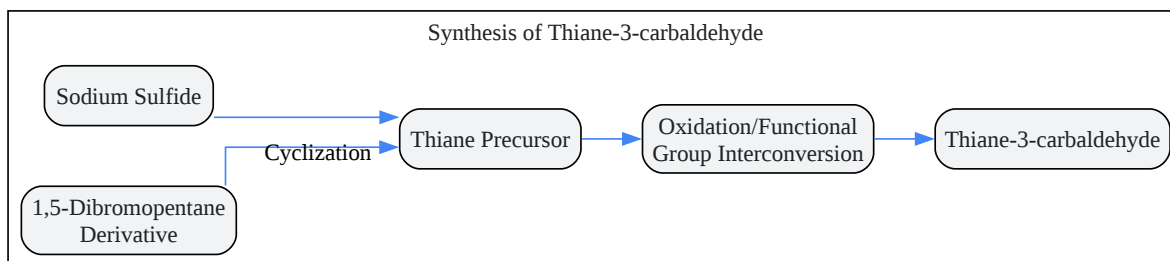 Synthesis of Thiane-3-carbaldehyde
Sodium Sulfide
Cyclization
1,5-Dibromopentane
Derivative
Thiane Precursor
Oxidation/Functional
Group Interconversion
Thiane-3-carbaldehyde